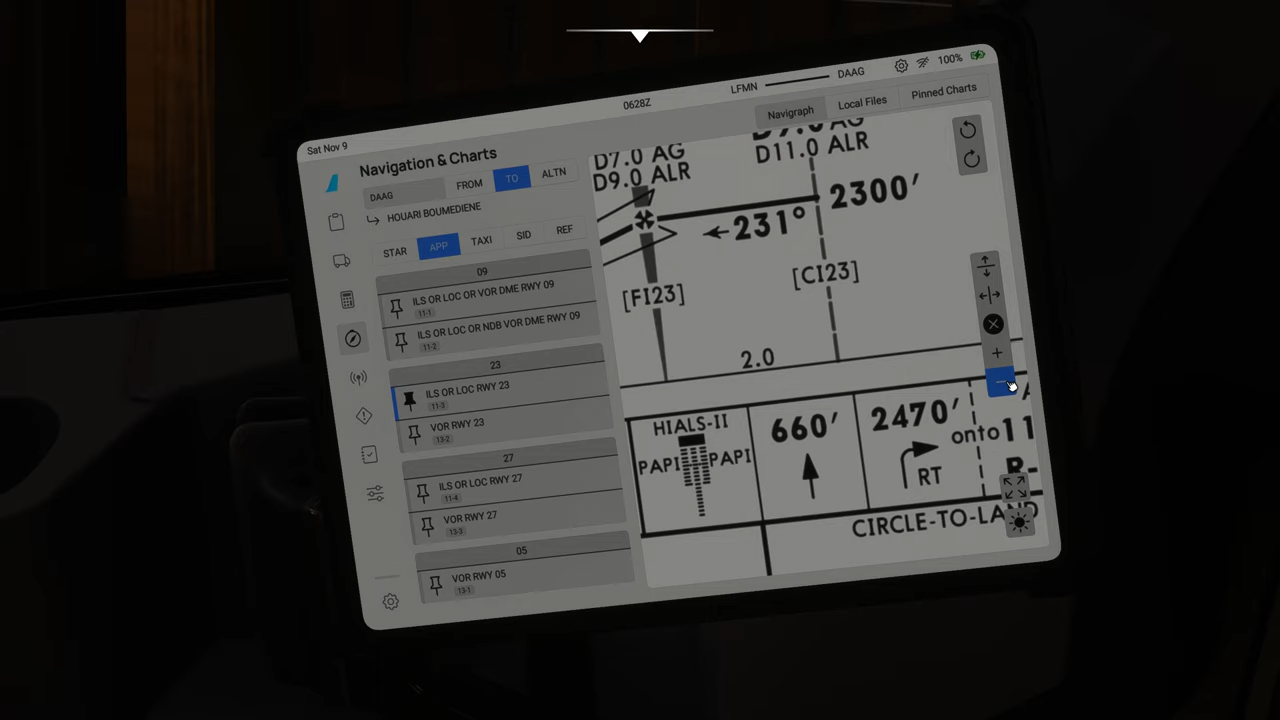 Sat Nov 9
0628Z
LFMN
DAAG
100%
Navigation & Charts
Navigraph
Local Files
Pinned Charts
DAAG
FROM
TO
ALTN
HOUARI BOUMEDIENE
STAR
APP
TAXI
SID
REF
09
ILS OR LOC OR VOR DME RWY 09
11-1
ILS OR LOC OR NDB VOR DME RWY 09
11-2
23
ILS OR LOC RWY 23
11-3
VOR RWY 23
13-2
27
ILS OR LOC RWY 27
11-4
VOR RWY 27
13-3
05
VOR RWY 05
13-1
D7.0 AG
D9.0 ALR
D9.0 AG
D11.0 ALR
2300′
←231°
[FI23]
[CI23]
2.0
HIALS-II
PAPI
PAPI
660′
2470′
RT
onto 11
R-
CIRCLE-TO-LAND